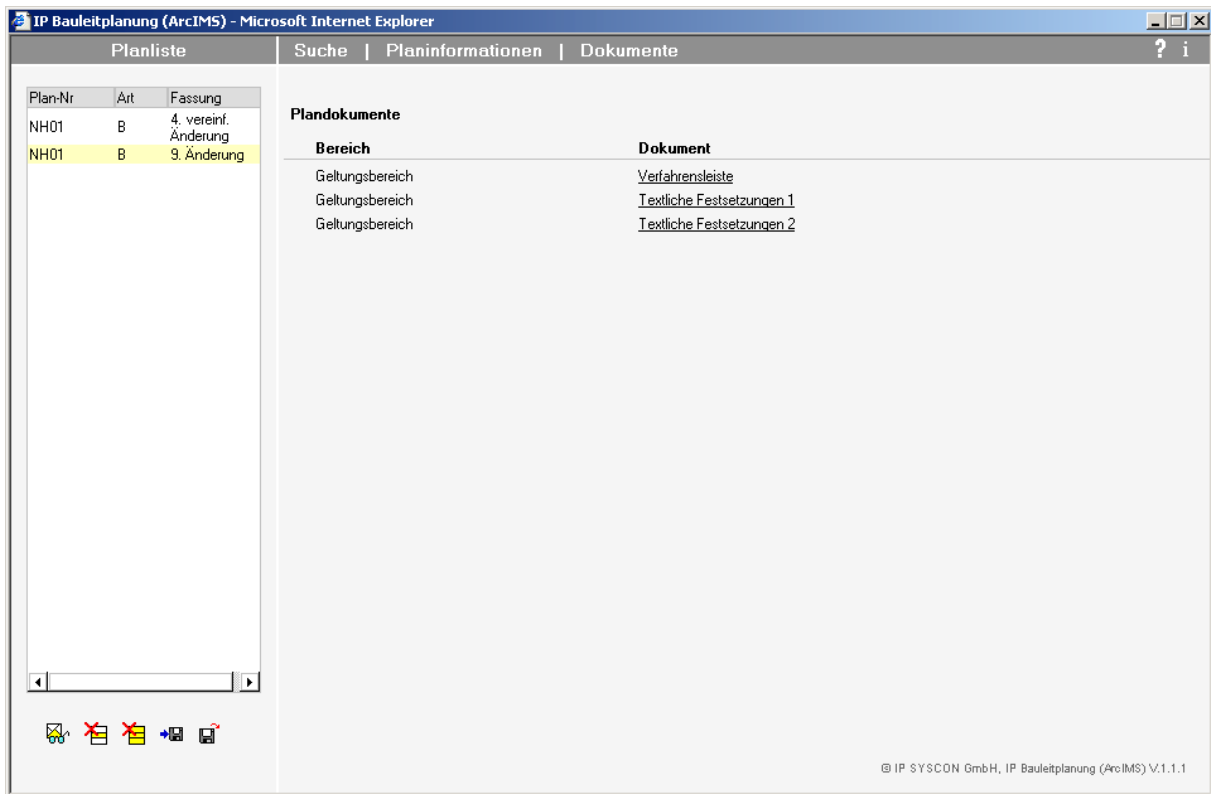 IP Bauleitplanung (ArcIMS) - Microsoft Internet Explorer
Planliste
Suche | Planinformationen | Dokumente
? i
Plan-Nr Art Fassung
NH01 B 4. vereinf. Änderung
NH01 B 9. Änderung
Plandokumente
Bereich Dokument
Geltungsbereich Verfahrensleiste
Geltungsbereich Textliche Festsetzungen 1
Geltungsbereich Textliche Festsetzungen 2
© IP SYSCON GmbH, IP Bauleitplanung (ArcIMS) V.1.1.1